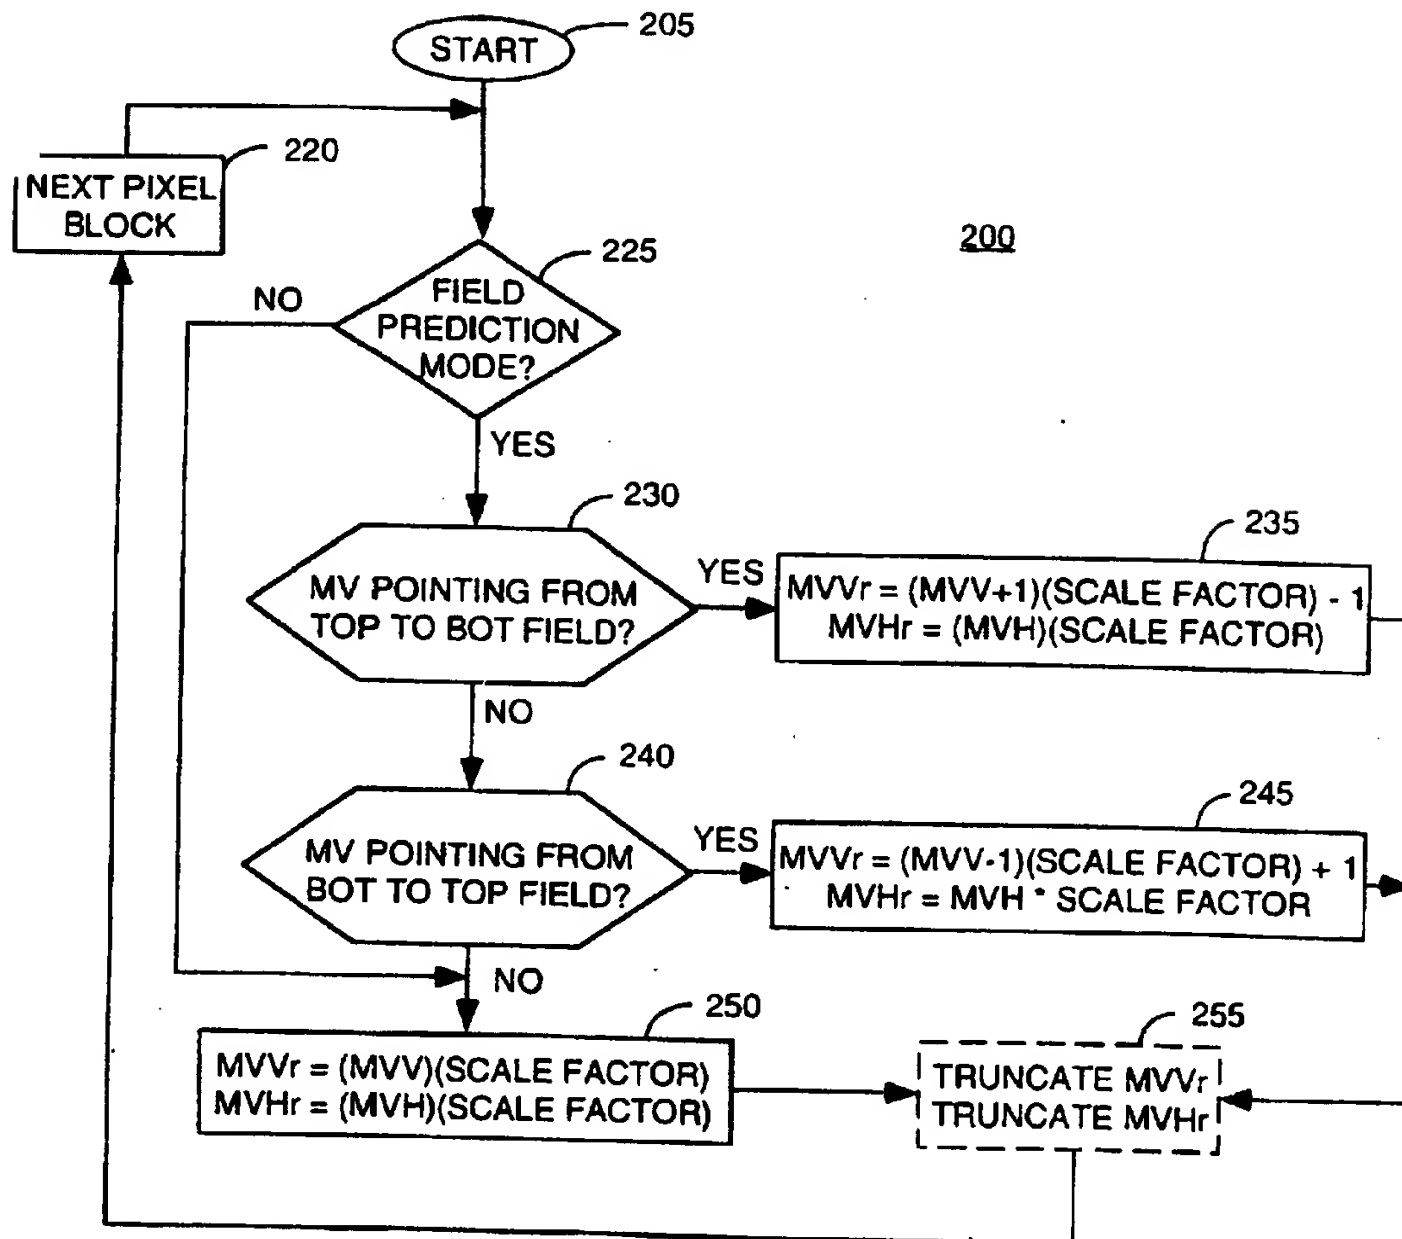 START
205
NEXT PIXEL
BLOCK
220
200
FIELD
PREDICTION
MODE?
225
NO
YES
230
MV POINTING FROM
TOP TO BOT FIELD?
YES
235
MVVr = (MVV+1)(SCALE FACTOR) - 1
MVHr = (MVH)(SCALE FACTOR)
NO
240
MV POINTING FROM
BOT TO TOP FIELD?
YES
245
MVVr = (MVV-1)(SCALE FACTOR) + 1
MVHr = MVH * SCALE FACTOR
NO
250
MVVr = (MVV)(SCALE FACTOR)
MVHr = (MVH)(SCALE FACTOR)
255
TRUNCATE MVVr
TRUNCATE MVHr